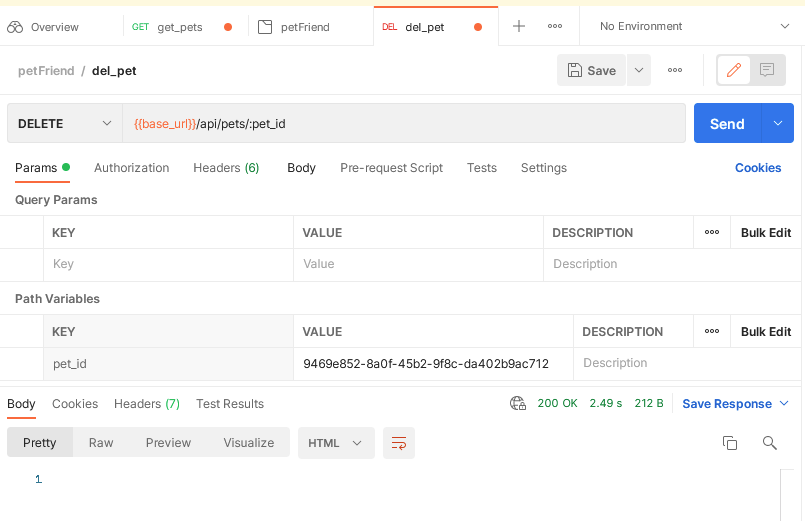 Overview GET get_pets petFriend DEL del_pet No Environment
petFriend / del_pet Save
DELETE {{base_url}}/api/pets/:pet_id Send
Params Authorization Headers (6) Body Pre-request Script Tests Settings Cookies
Query Params
KEY VALUE DESCRIPTION Bulk Edit
Key Value Description
Path Variables
KEY VALUE DESCRIPTION Bulk Edit
pet_id 9469e852-8a0f-45b2-9f8c-da402b9ac712 Description
Body Cookies Headers (7) Test Results 200 OK 2.49 s 212 B Save Response
Pretty Raw Preview Visualize HTML
1